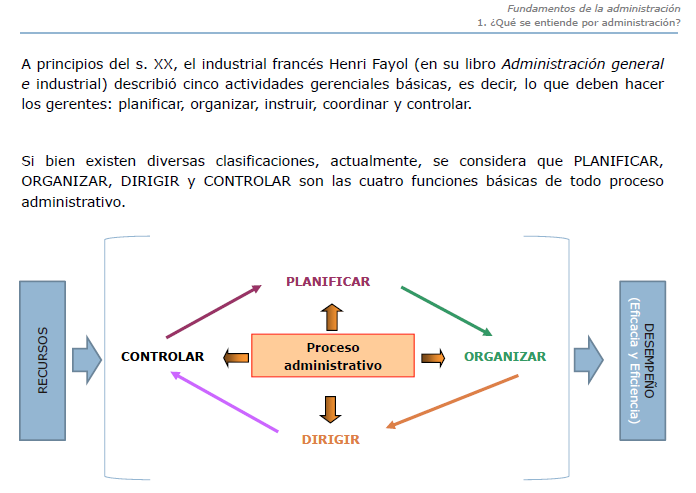 Fundamentos de la administración
1. ¿Qué se entiende por administración?
A principios del s. XX, el industrial francés Henri Fayol (en su libro Administración general
e industrial) describió cinco actividades gerenciales básicas, es decir, lo que deben hacer
los gerentes: planificar, organizar, instruir, coordinar y controlar.
Si bien existen diversas clasificaciones, actualmente, se considera que PLANIFICAR,
ORGANIZAR, DIRIGIR y CONTROLAR son las cuatro funciones básicas de todo proceso
administrativo.
RECURSOS
PLANIFICAR
CONTROLAR
Proceso
administrativo
ORGANIZAR
DIRIGIR
DESEMPEÑO
(Eficacia y Eficiencia)